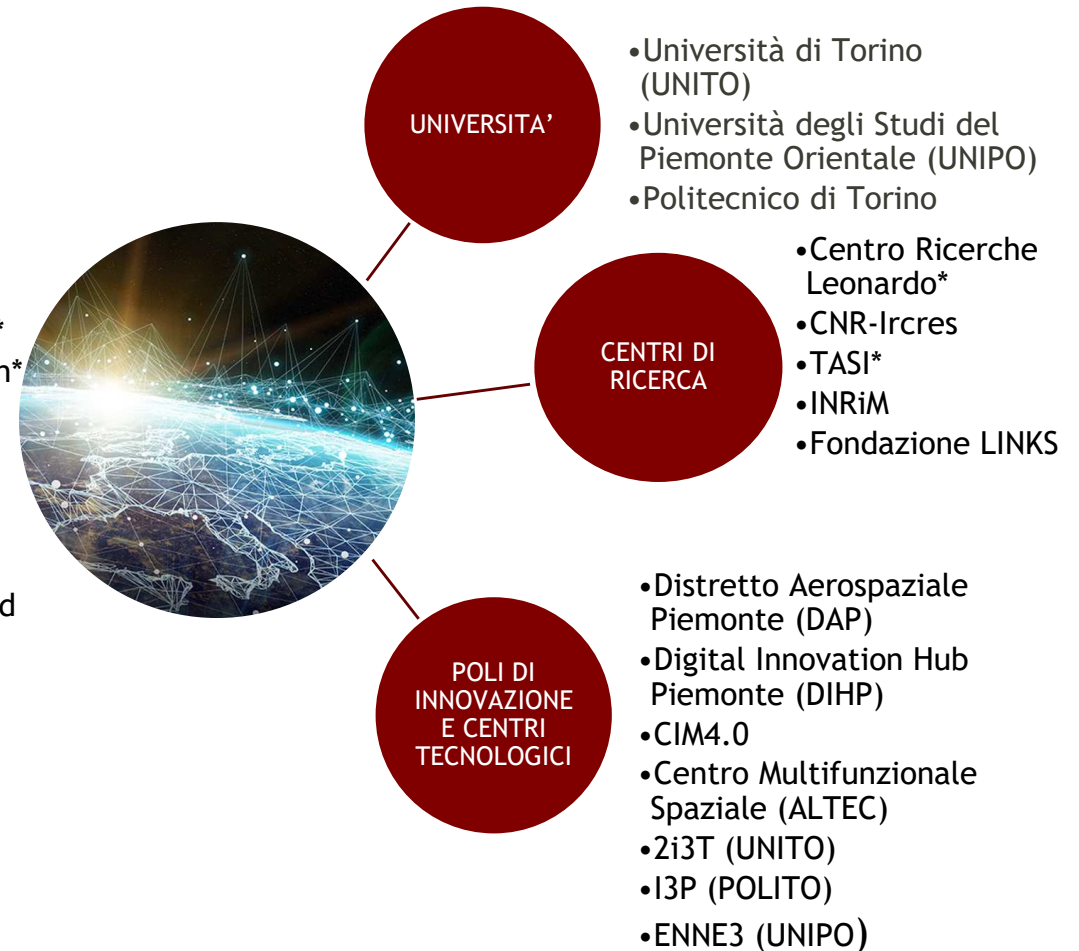 UNIVERSITA’
•Università di Torino
(UNITO)
•Università degli Studi del
Piemonte Orientale (UNIPO)
•Politecnico di Torino
CENTRI DI
RICERCA
•Centro Ricerche
Leonardo*
•CNR-Ircres
•TASI*
•INRiM
•Fondazione LINKS
POLI DI
INNOVAZIONE
E CENTRI
TECNOLOGICI
•Distretto Aerospaziale
Piemonte (DAP)
•Digital Innovation Hub
Piemonte (DIHP)
•CIM4.0
•Centro Multifunzionale
Spaziale (ALTEC)
•2i3T (UNITO)
•I3P (POLITO)
•ENNE3 (UNIPO)